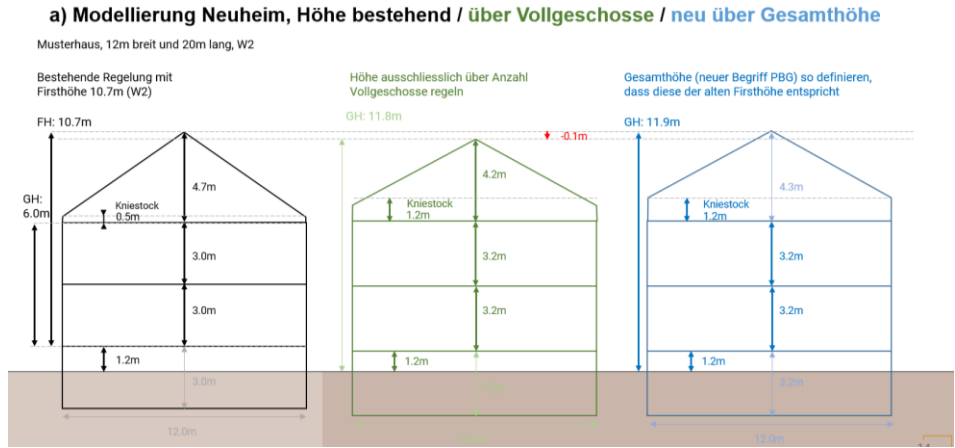 a) Modellierung Neuheim, Höhe bestehend / über Vollgeschosse / neu über Gesamthöhe
Musterhaus, 12m breit und 20m lang, W2
Bestehende Regelung mit
Firsthöhe 10.7m (W2)
FH: 10.7m
GH:
6.0m
4.7m
Kniestock
0.5m
3.0m
3.0m
1.2m
3.0m
12.0m
Höhe ausschliesslich über Anzahl
Vollgeschosse regeln
GH: 11.8m
-0.1m
4.2m
Kniestock
1.2m
3.2m
3.2m
1.2m
Gesamthöhe (neuer Begriff PBG) so definieren,
dass diese der alten Firsthöhe entspricht
GH: 11.9m
4.3m
Kniestock
1.2m
3.2m
3.2m
1.2m
3.2m
12.0m